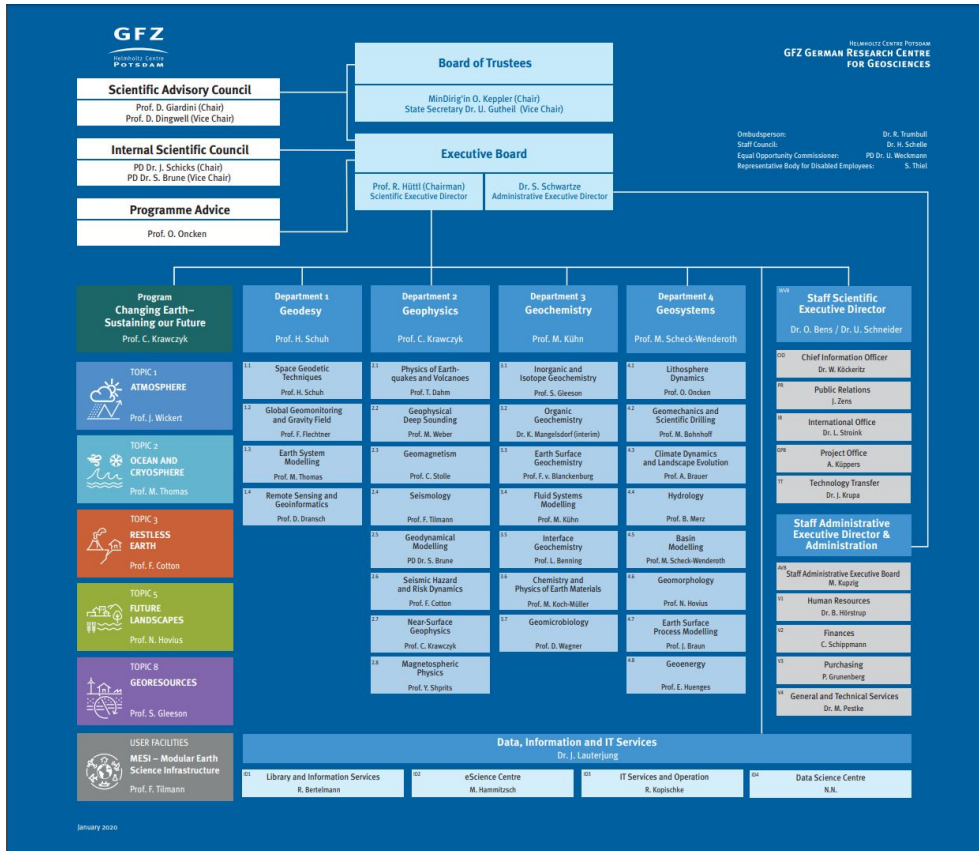 GFZ
Helmholtz Centre
POTSDAM
HELMHOLTZ CENTRE POTSDAM
GFZ GERMAN RESEARCH CENTRE
FOR GEOSCIENCES
Board of Trustees
MinDirig'in O. Keppler (Chair)
State Secretary Dr. U. Gutheil (Vice Chair)
Scientific Advisory Council
Prof. D. Giardini (Chair)
Prof. D. Dingwell (Vice Chair)
Internal Scientific Council
PD Dr. J. Schicks (Chair)
PD Dr. S. Brune (Vice Chair)
Programme Advice
Prof. O. Oncken
Executive Board
Prof. R. Hüttl (Chairman)
Scientific Executive Director
Dr. S. Schwartze
Administrative Executive Director
Ombudsperson: Dr. R. Trumbull
Staff Council: Dr. H. Schelle
Equal Opportunity Commissioner: PD Dr. U. Weckmann
Representative Body for Disabled Employees: S. Thiel
Program
Changing Earth–
Sustaining our Future
Prof. C. Krawczyk
TOPIC 1
ATMOSPHERE
Prof. J. Wickert
TOPIC 2
OCEAN AND
CRYOSPHERE
Prof. M. Thomas
TOPIC 3
RESTLESS
EARTH
Prof. F. Cotton
TOPIC 5
FUTURE
LANDSCAPES
Prof. N. Hovius
TOPIC 8
GEORESOURCES
Prof. S. Gleeson
USER FACILITIES
MESI – Modular Earth
Science Infrastructure
Prof. F. Tilmann
Department 1
Geodesy
Prof. H. Schuh
1.1
Space Geodetic
Techniques
Prof. H. Schuh
1.2
Global Geomonitoring
and Gravity Field
Prof. F. Flechtner
1.3
Earth System
Modelling
Prof. M. Thomas
1.4
Remote Sensing and
Geoinformatics
Prof. D. Dransch
Department 2
Geophysics
Prof. C. Krawczyk
2.1
Physics of Earth-
quakes and Volcanoes
Prof. T. Dahm
2.2
Geophysical
Deep Sounding
Prof. M. Weber
2.3
Geomagnetism
Prof. C. Stolle
2.4
Seismology
Prof. F. Tilmann
2.5
Geodynamical
Modelling
PD Dr. S. Brune
2.6
Seismic Hazard
and Risk Dynamics
Prof. F. Cotton
2.7
Near-Surface
Geophysics
Prof. C. Krawczyk
2.8
Magnetospheric
Physics
Prof. Y. Shprits
Department 3
Geochemistry
Prof. M. Kühn
3.1
Inorganic and
Isotope Geochemistry
Prof. S. Gleeson
3.2
Organic
Geochemistry
Dr. K. Mangelsdorf (interim)
3.3
Earth Surface
Geochemistry
Prof. F. v. Blanckenburg
3.4
Fluid Systems
Modelling
Prof. M. Kühn
3.5
Interface
Geochemistry
Prof. L. Benning
3.6
Chemistry and
Physics of Earth Materials
Prof. M. Koch-Müller
3.7
Geomicrobiology
Prof. D. Wagner
Department 4
Geosystems
Prof. M. Scheck-Wenderoth
4.1
Lithosphere
Dynamics
Prof. O. Oncken
4.2
Geomechanics and
Scientific Drilling
Prof. M. Bohnhoff
4.3
Climate Dynamics
and Landscape Evolution
Prof. A. Brauer
4.4
Hydrology
Prof. B. Merz
4.5
Basin
Modelling
Prof. M. Scheck-Wenderoth
4.6
Geomorphology
Prof. N. Hovius
4.7
Earth Surface
Process Modelling
Prof. J. Braun
4.8
Geoenergy
Prof. E. Huenges
Staff Scientific
Executive Director
Dr. O. Bens / Dr. U. Schneider
CIO
Chief Information Officer
Dr. W. Köckeritz
PR
Public Relations
J. Zens
IB
International Office
Dr. L. Stroink
Project Office
A. Küppers
TT
Technology Transfer
Dr. J. Krupa
Staff Administrative
Executive Director &
Administration
Staff Administrative Executive Board
M. Kupzig
V1
Human Resources
Dr. B. Hörstrup
V2
Finances
C. Schippmann
V3
Purchasing
P. Grunenberg
V4
General and Technical Services
Dr. M. Pestke
Data, Information and IT Services
Dr. J. Lauterjung
ID1
Library and Information Services
R. Bertelmann
ID2
eScience Centre
M. Hammitzsch
ID3
IT Services and Operation
R. Kopischke
ID4
Data Science Centre
N.N.
January 2020